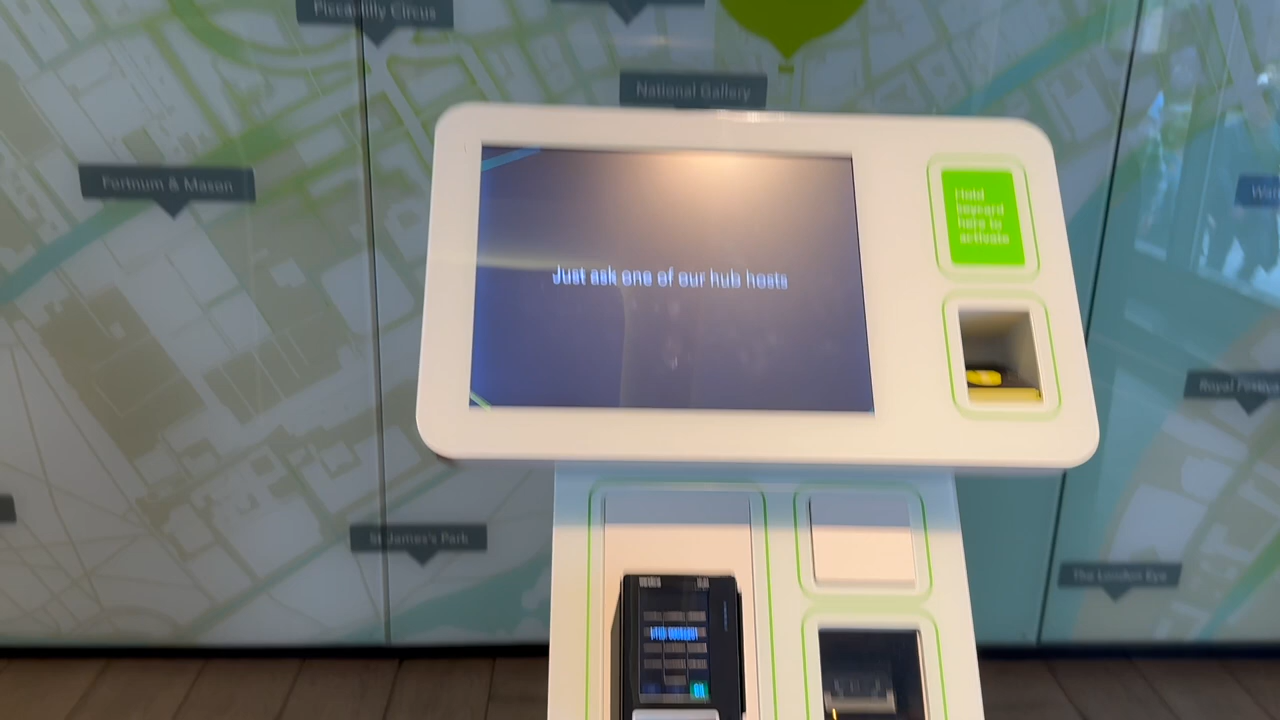 Piccadilly Circus
National Gallery
Fortnum & Mason
Hold
keycard
here to
activate
Just ask one of our hub hosts
Royal Festiva
St James's Park
The London Eye